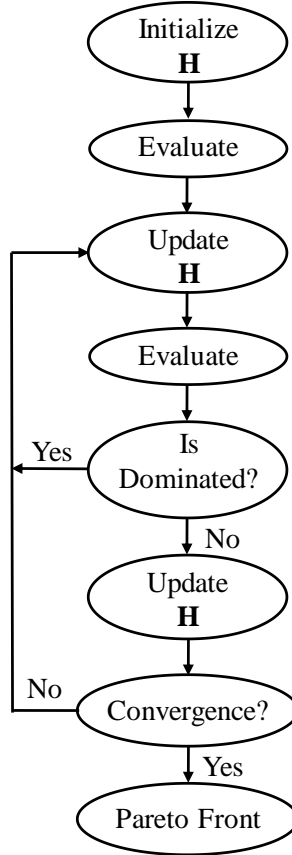 Initialize
H
Evaluate
Update
H
Evaluate
Yes
Is
Dominated?
No
Update
H
No
Convergence?
Yes
Pareto Front